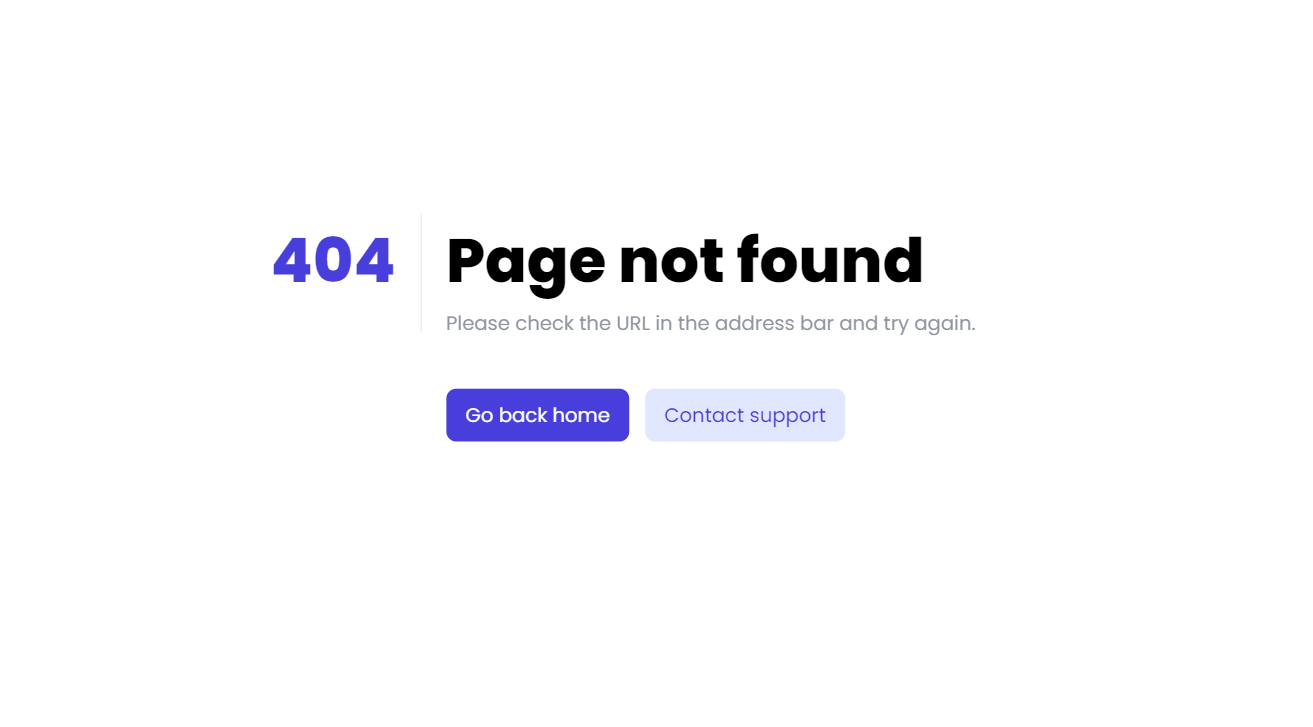 404
Page not found
Please check the URL in the address bar and try again.
Go back home
Contact support